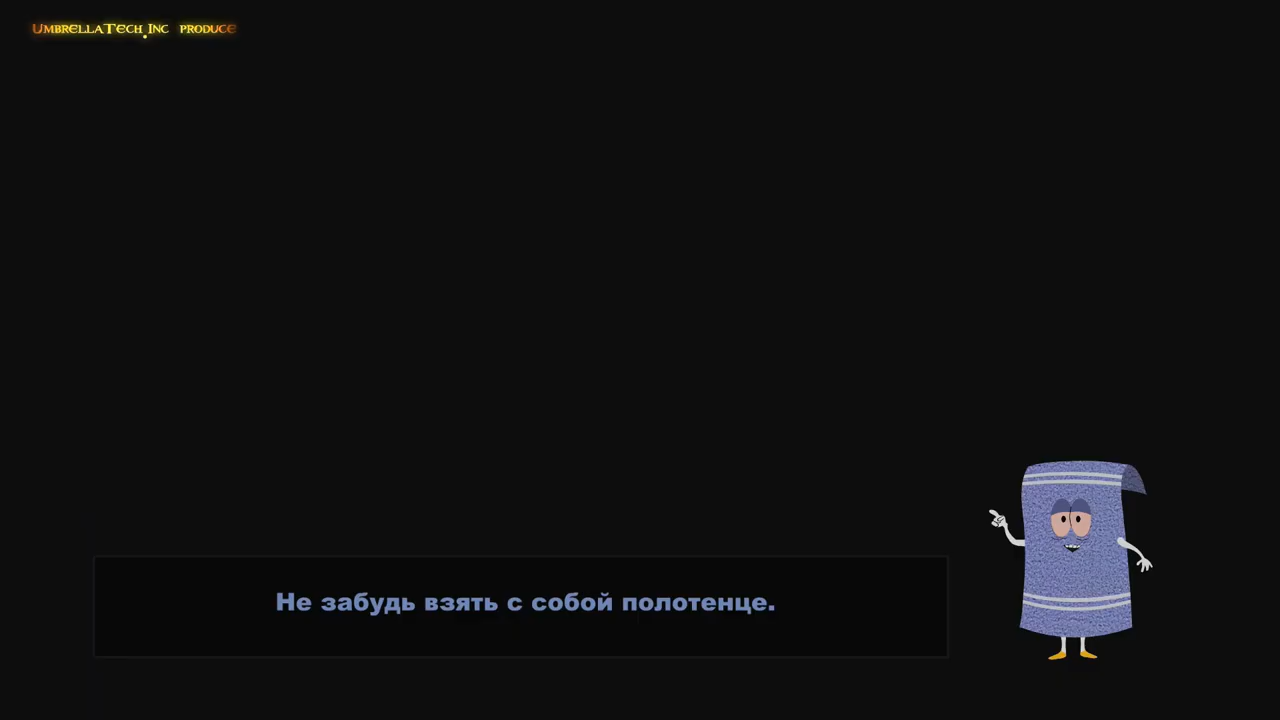 UmbrellaTech.Inc produce
Не забудь взять с собой полотенце.